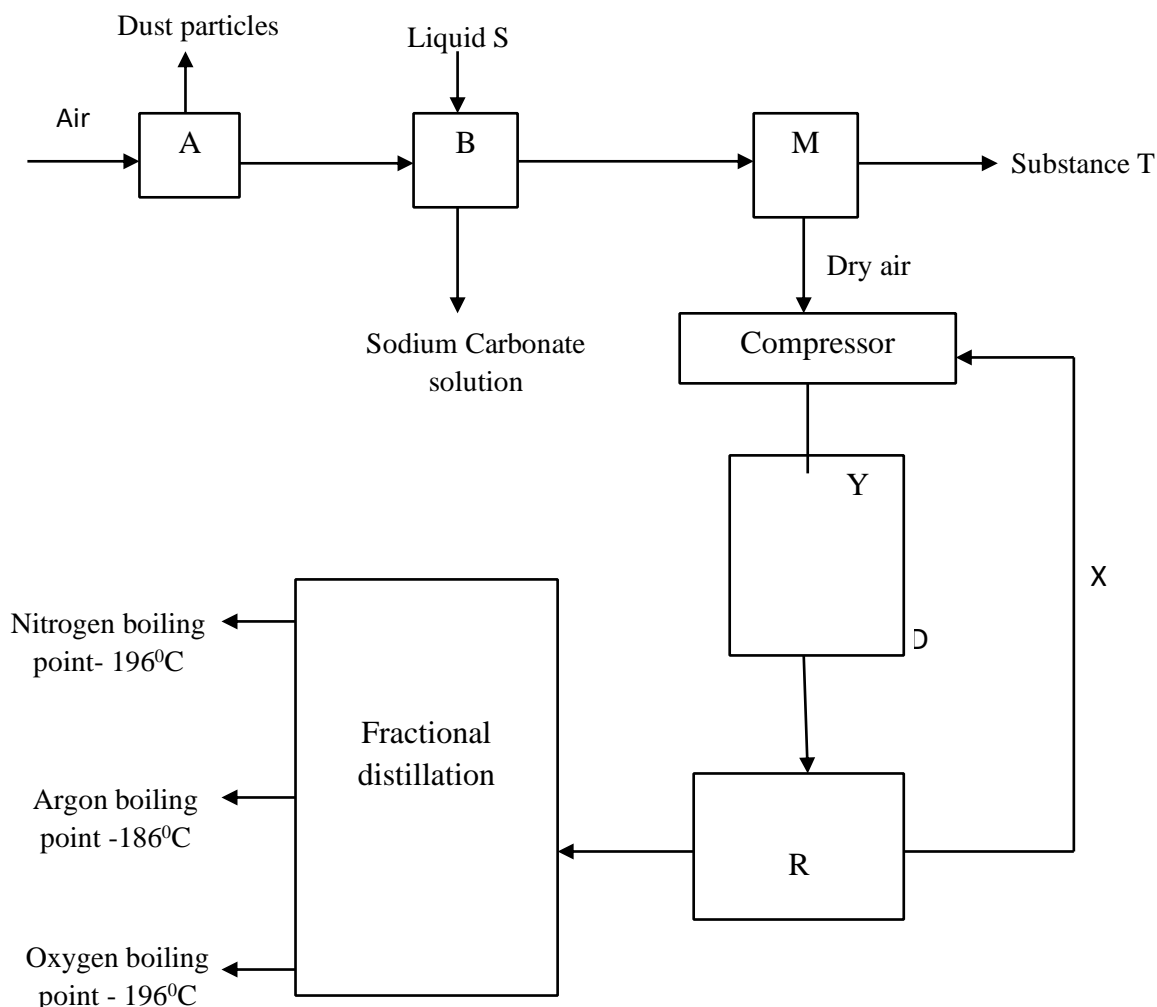 Dust particles
Liquid S
Air
A
B
M
Substance T
Dry air
Sodium Carbonate
solution
Compressor
Y
X
D
Nitrogen boiling
point- 196⁰C
Fractional
distillation
Argon boiling
point -186⁰C
R
Oxygen boiling
point - 196⁰C